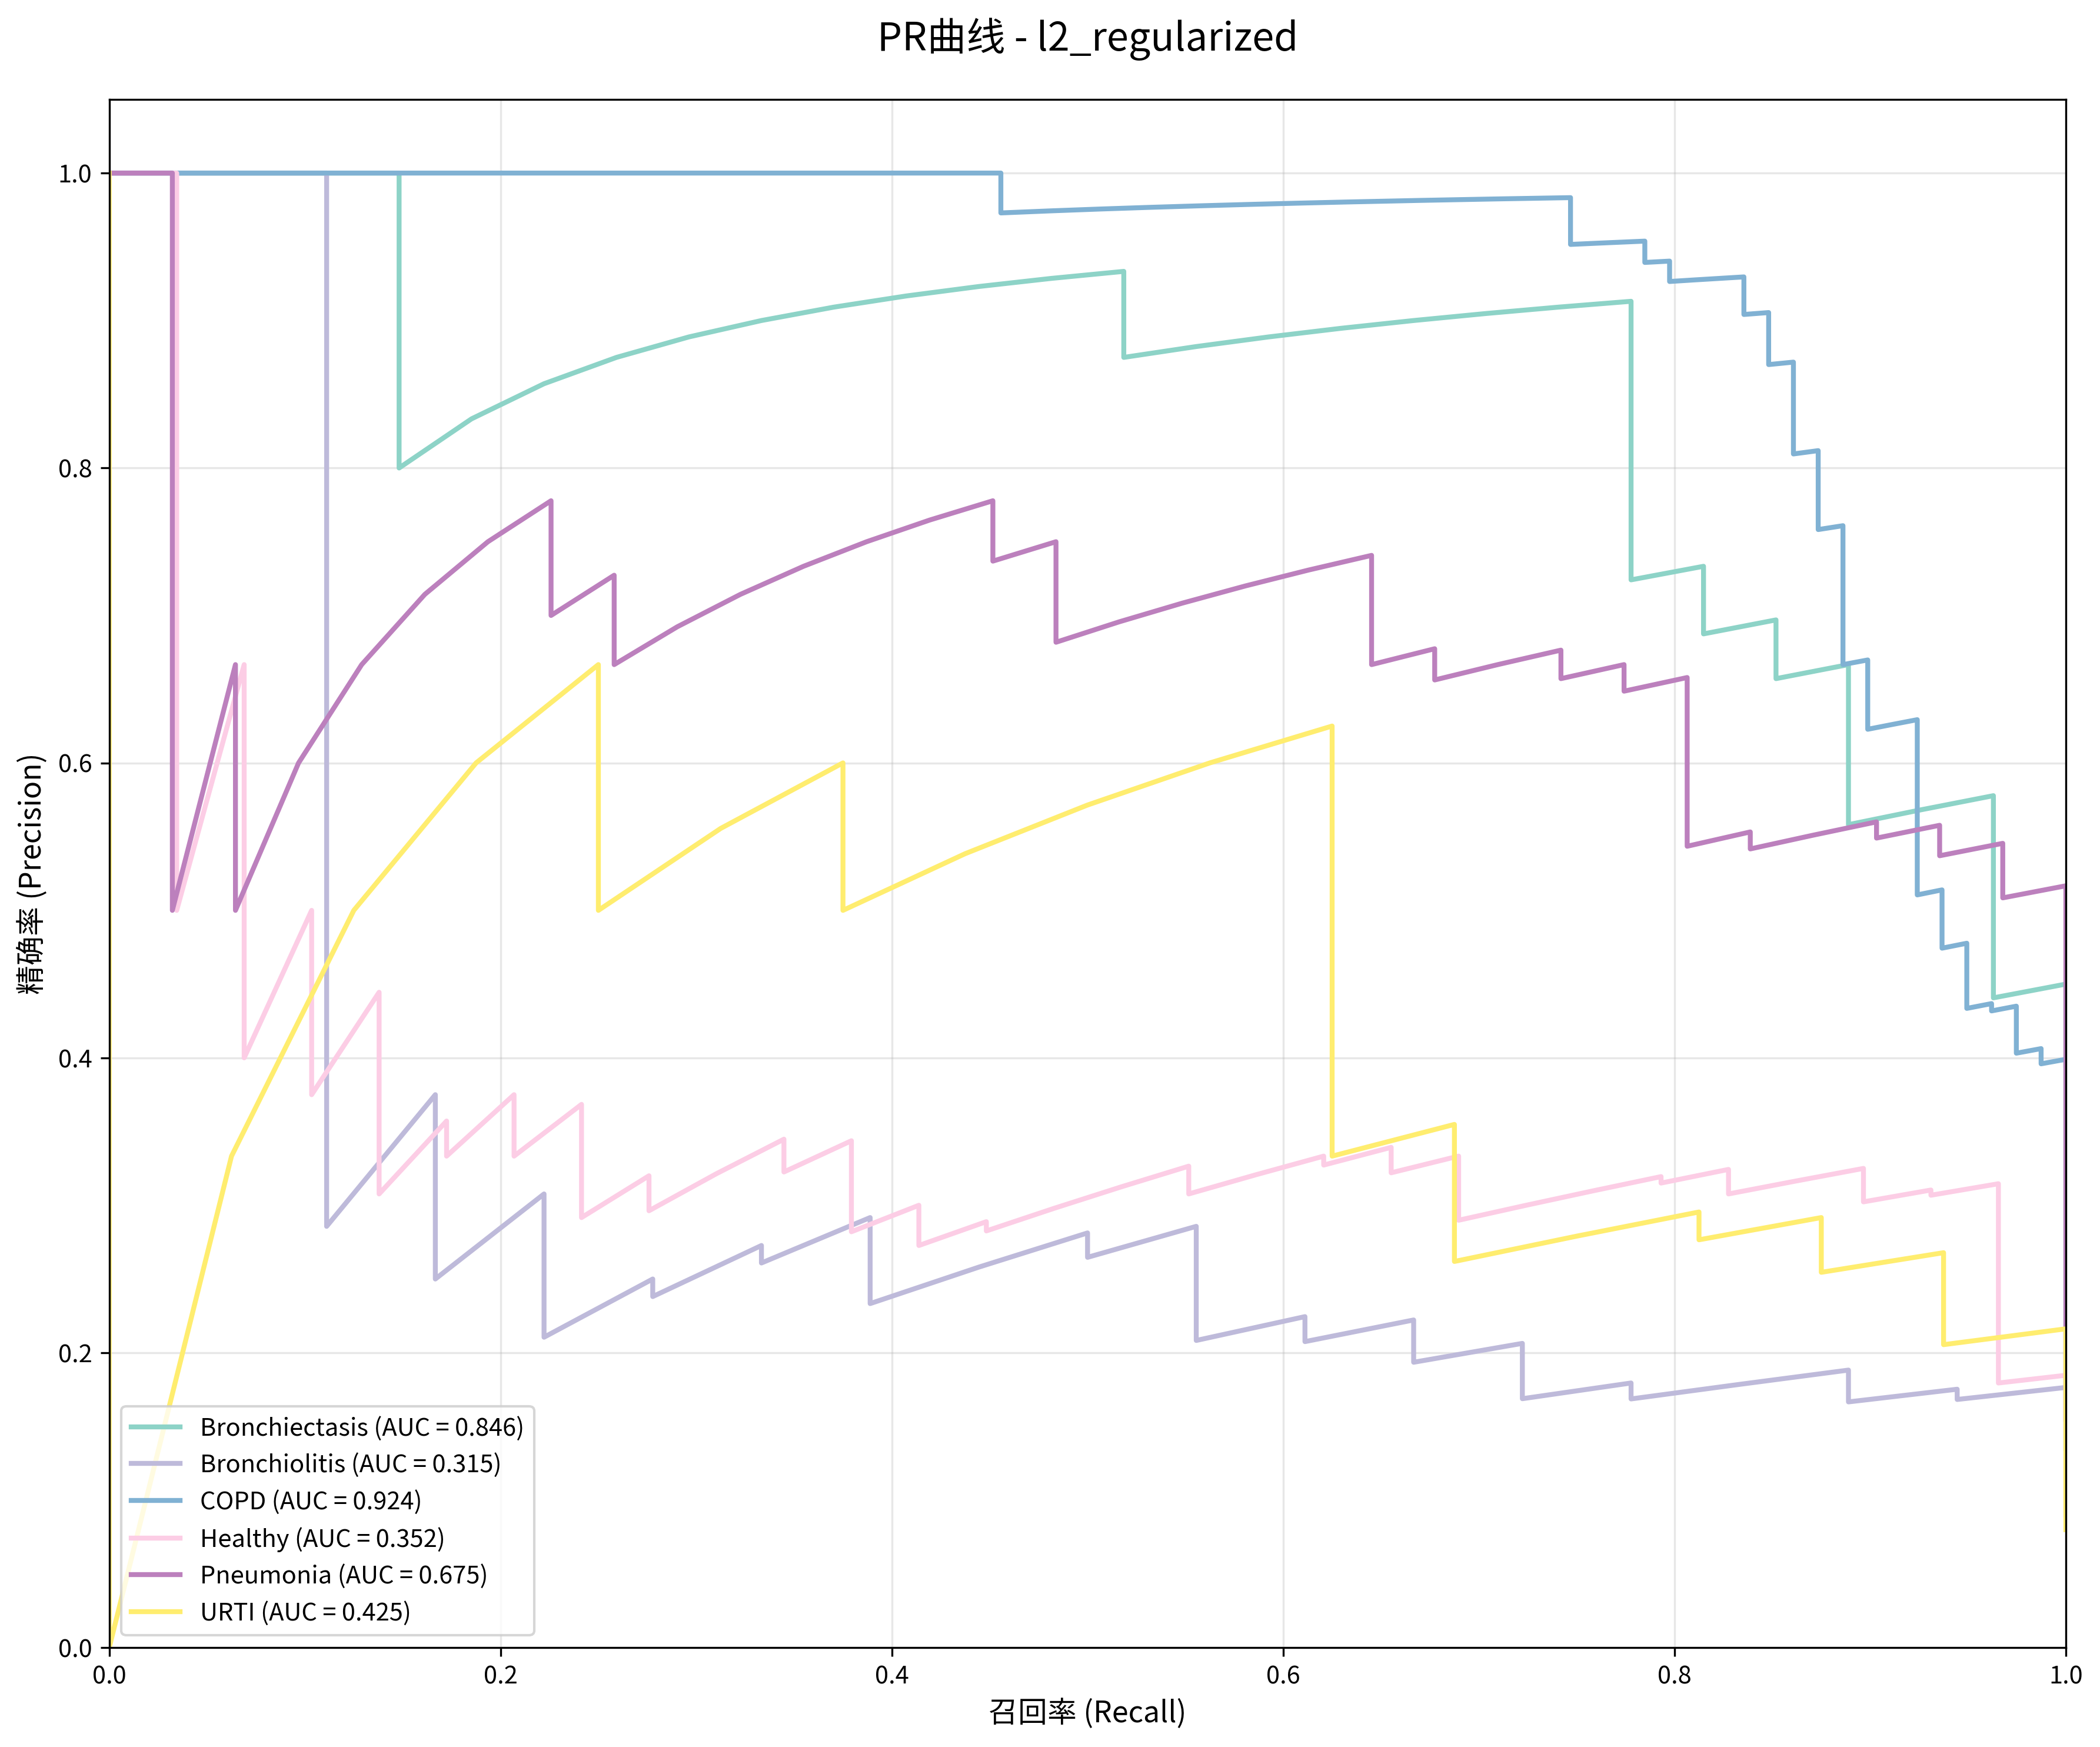 PR曲线 - l2_regularized
精确率 (Precision)
1.0
0.8
0.6
0.4
0.2
0.0
Bronchiectasis (AUC = 0.846)
Bronchiolitis (AUC = 0.315)
COPD (AUC = 0.924)
Healthy (AUC = 0.352)
Pneumonia (AUC = 0.675)
URTI (AUC = 0.425)
0.0 0.2 0.4 0.6 0.8 1.0
召回率 (Recall)